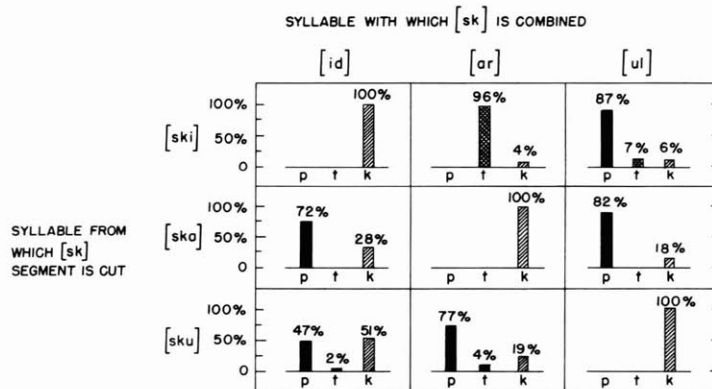 SYLLABLE WITH WHICH [sk] IS COMBINED
[id] [ar] [ul]
[ski] 100% 50% 0 100% p t k
96% 4% p t k
87% 7% 6% p t k
SYLLABLE FROM
WHICH [sk]
SEGMENT IS CUT
[ska] 100% 50% 0 72% 28% p t k
100% p t k
82% 18% p t k
[sku] 100% 50% 0 47% 2% 51% p t k
77% 4% 19% p t k
100% p t k